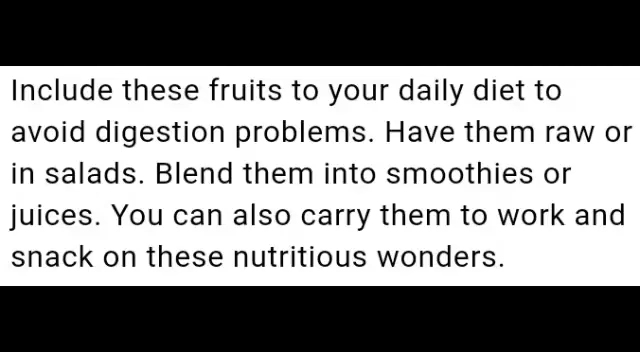 Include these fruits to your daily diet to
avoid digestion problems. Have them raw or
in salads. Blend them into smoothies or
juices. You can also carry them to work and
snack on these nutritious wonders.